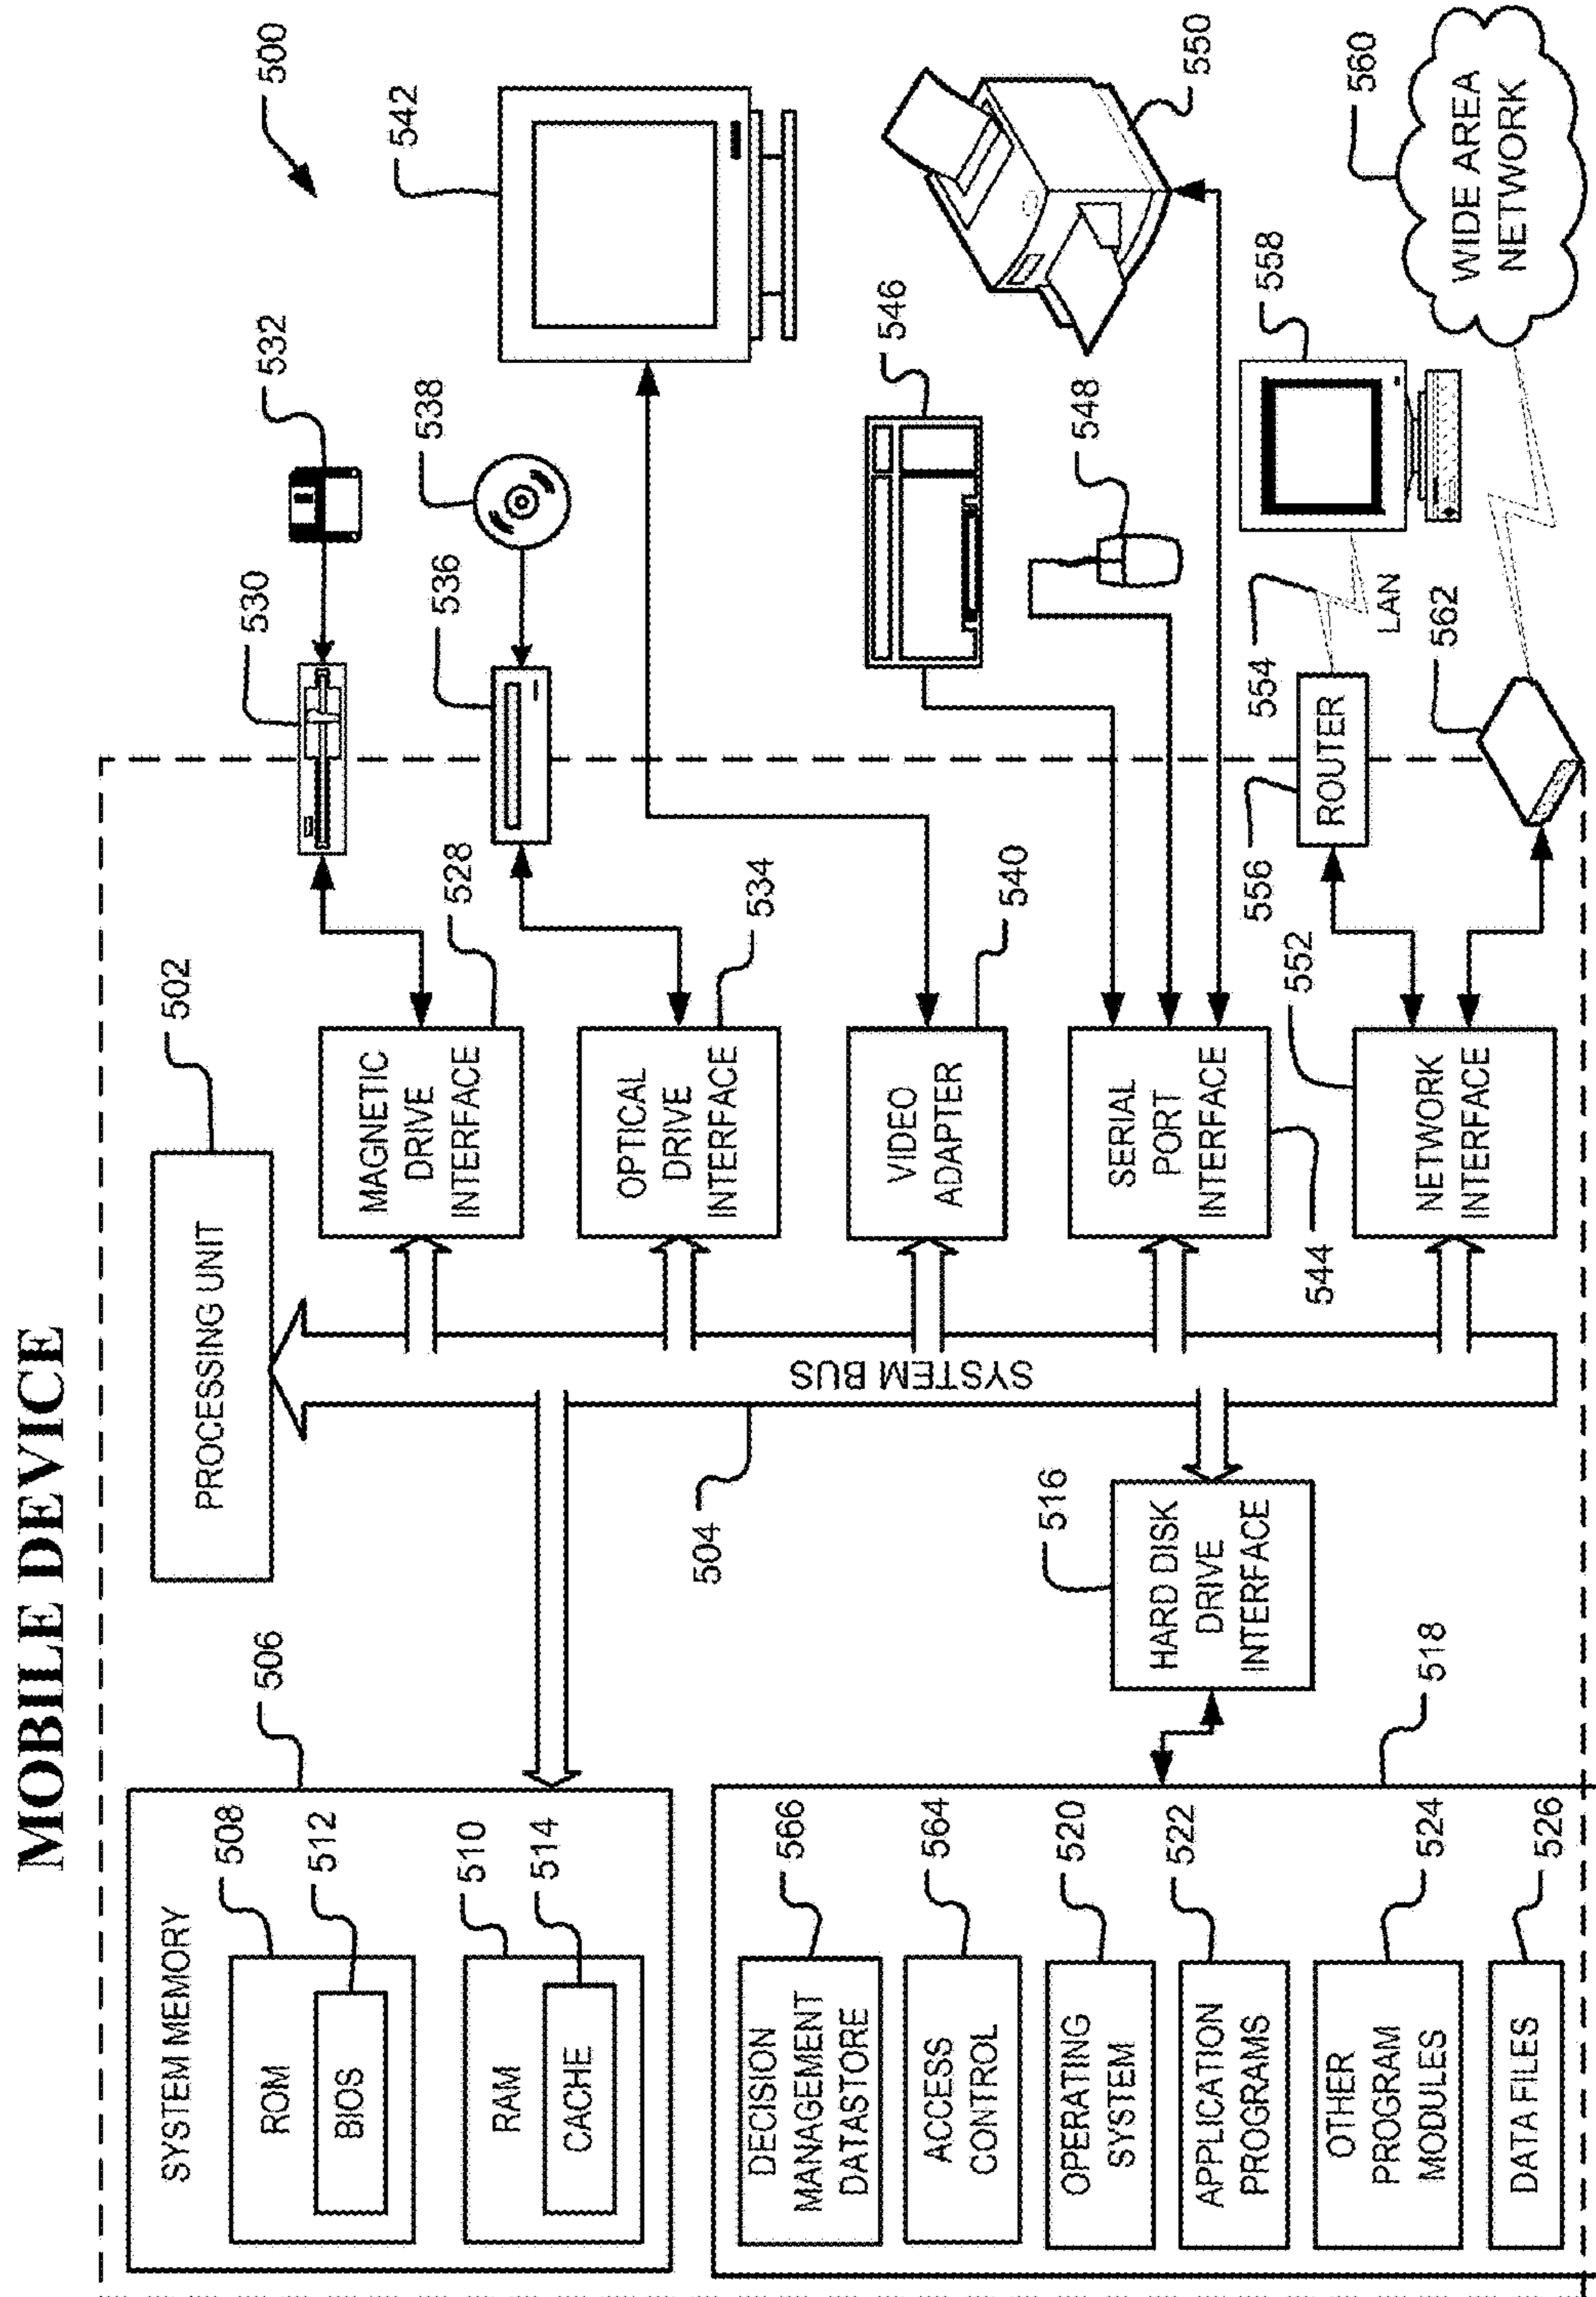 MOBILE DEVICE
500
SYSTEM MEMORY
506
ROM
508
BIOS
512
RAM
510
CACHE
514
PROCESSING UNIT
502
SYSTEM BUS
504
MAGNETIC
DRIVE
INTERFACE
528
530
532
OPTICAL
DRIVE
INTERFACE
534
536
538
VIDEO
ADAPTER
540
542
SERIAL
PORT
INTERFACE
544
546
548
550
NETWORK
INTERFACE
552
ROUTER
556
554
LAN
558
WIDE AREA
NETWORK
560
562
HARD DISK
DRIVE
INTERFACE
516
518
DECISION
MANAGEMENT
DATASTORE
566
ACCESS
CONTROL
564
OPERATING
SYSTEM
520
APPLICATION
PROGRAMS
522
OTHER
PROGRAM
MODULES
524
DATA FILES
526